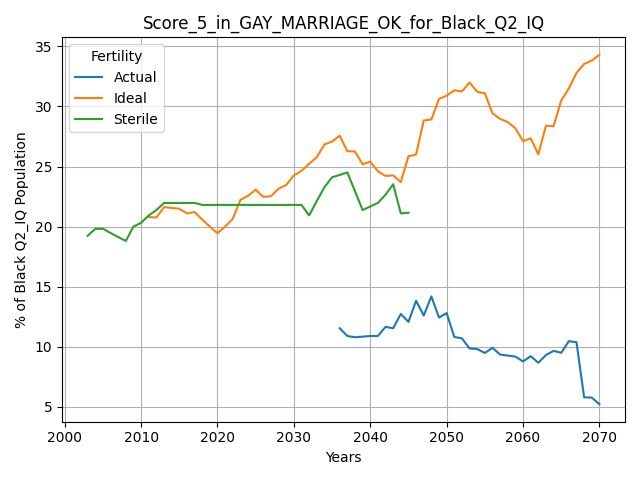 Score_5_in_GAY_MARRIAGE_OK_for_Black_Q2_IQ
Fertility
Actual
Ideal
Sterile
% of Black Q2_IQ Population
35
30
25
20
15
10
5
2000 2010 2020 2030 2040 2050 2060 2070
Years